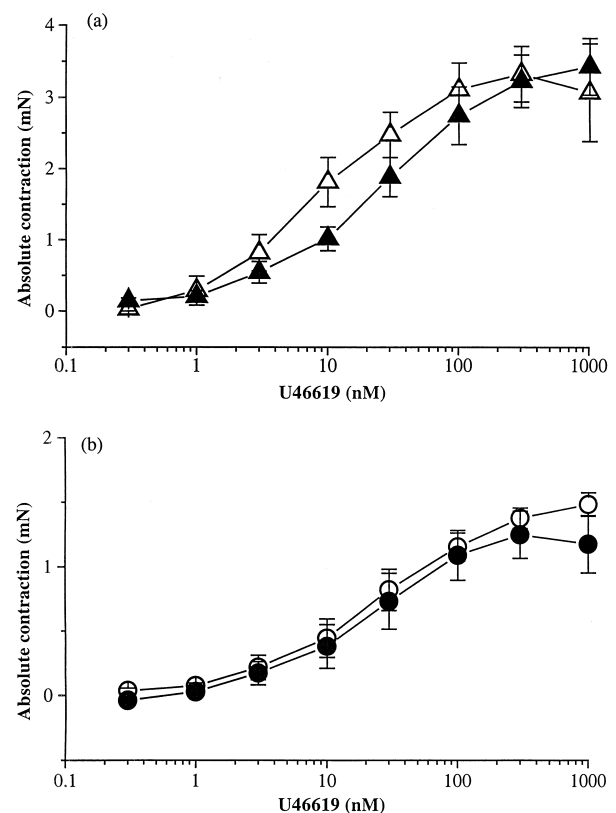 (a)
Absolute contraction (mN)
4
3
2
1
0
0.1 1 10 100 1000
U46619 (nM)
(b)
Absolute contraction (mN)
2
1
0
0.1 1 10 100 1000
U46619 (nM)